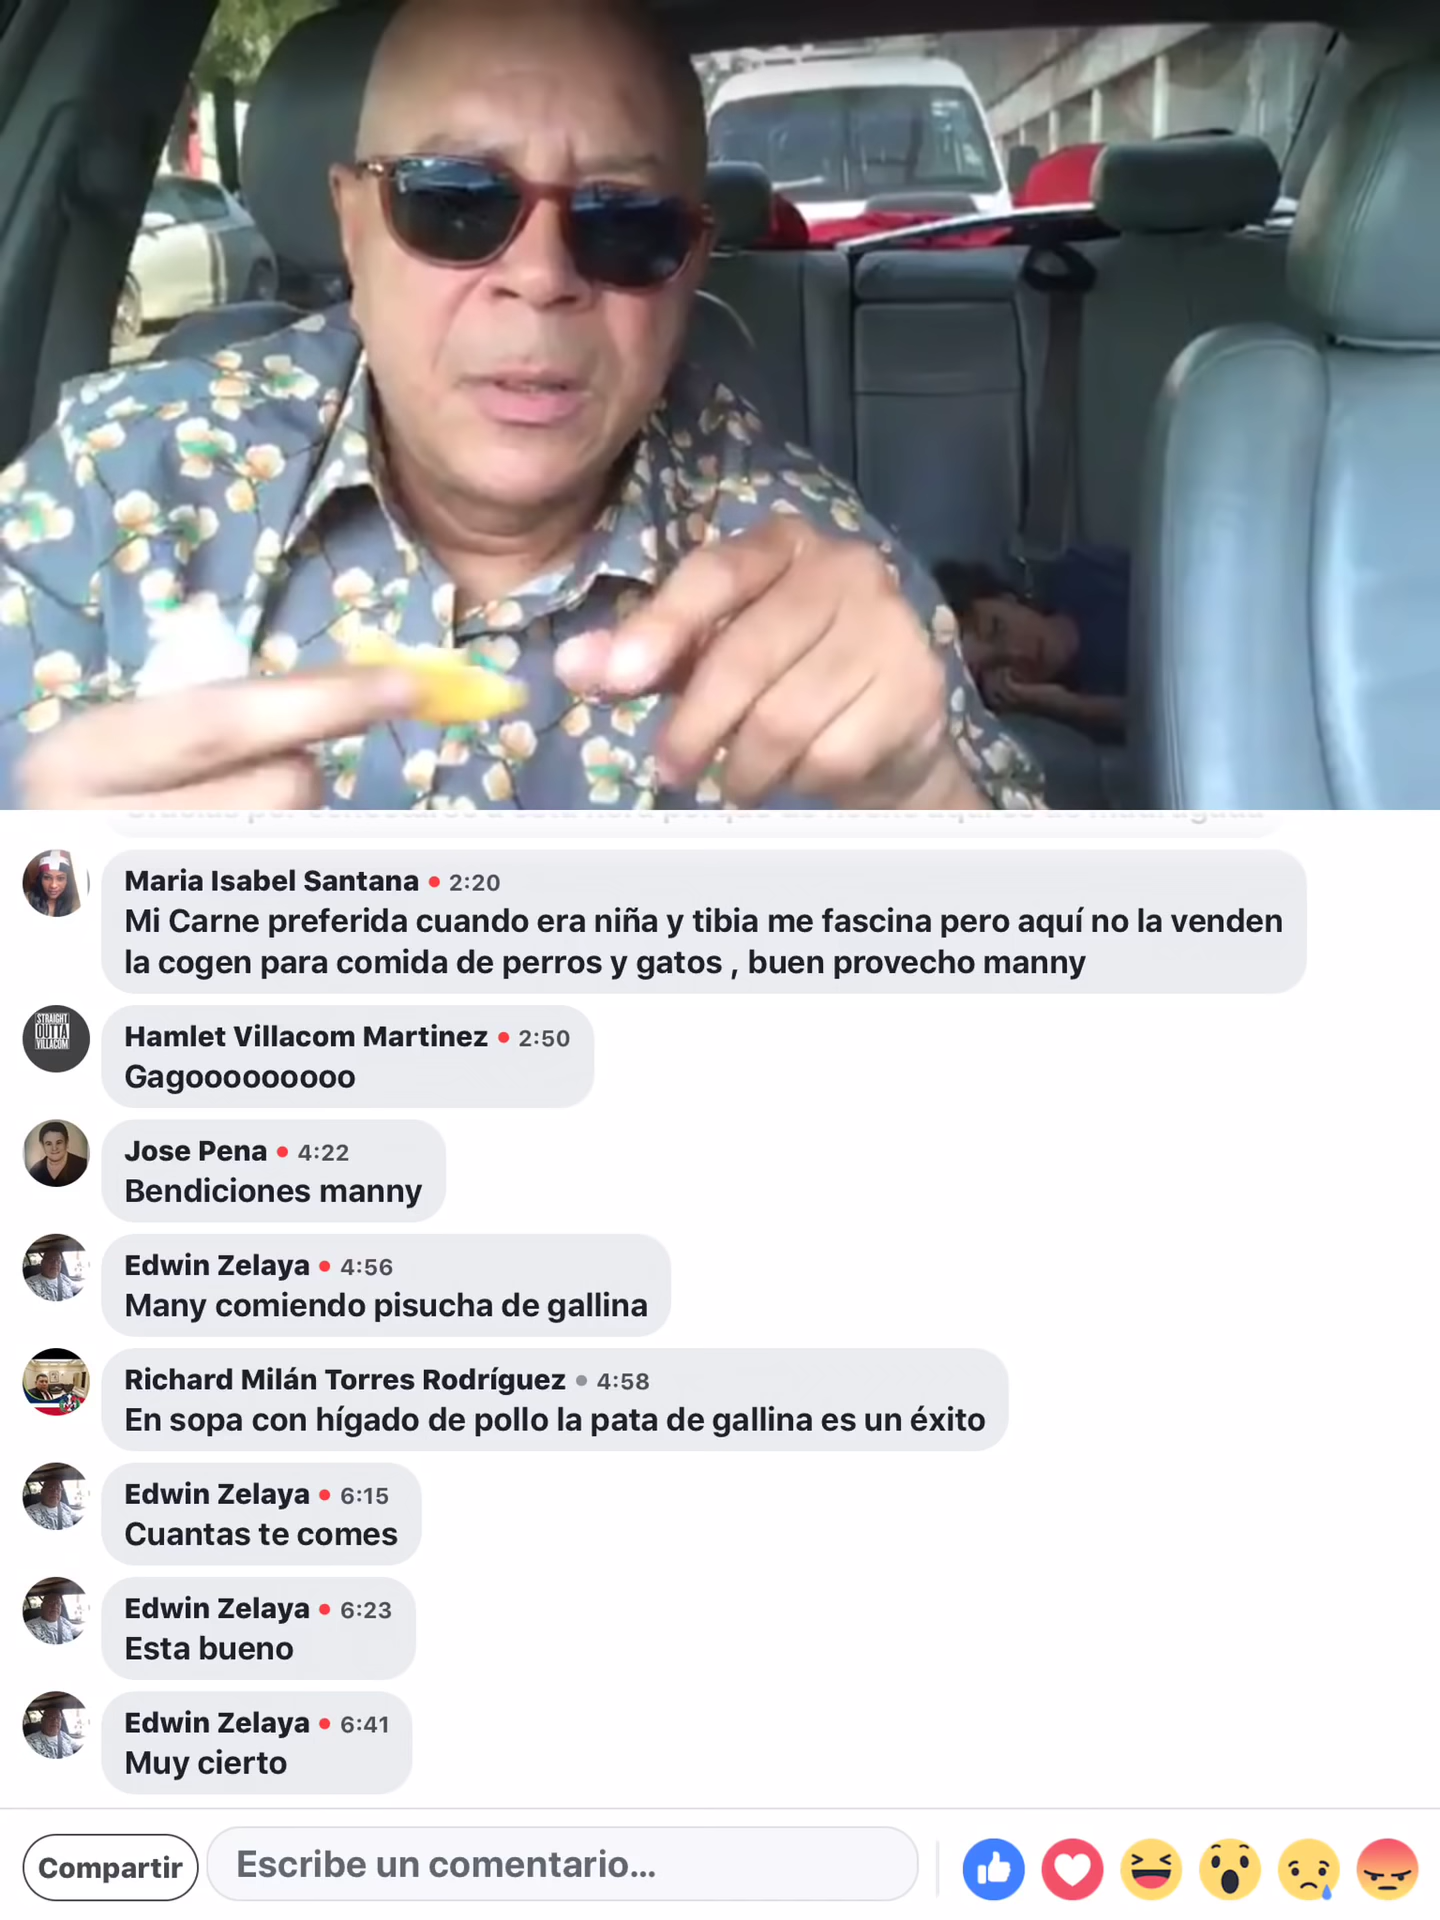 Maria Isabel Santana • 2:20
Mi Carne preferida cuando era niña y tibia me fascina pero aquí no la venden
la cogen para comida de perros y gatos , buen provecho manny
STRAIGHT
OUTTA
VILLACOM
Hamlet Villacom Martinez • 2:50
Gagooooooooo
Jose Pena • 4:22
Bendiciones manny
Edwin Zelaya • 4:56
Many comiendo pisucha de gallina
Richard Milán Torres Rodríguez • 4:58
En sopa con hígado de pollo la pata de gallina es un éxito
Edwin Zelaya • 6:15
Cuantas te comes
Edwin Zelaya • 6:23
Esta bueno
Edwin Zelaya • 6:41
Muy cierto
Compartir
Escribe un comentario...